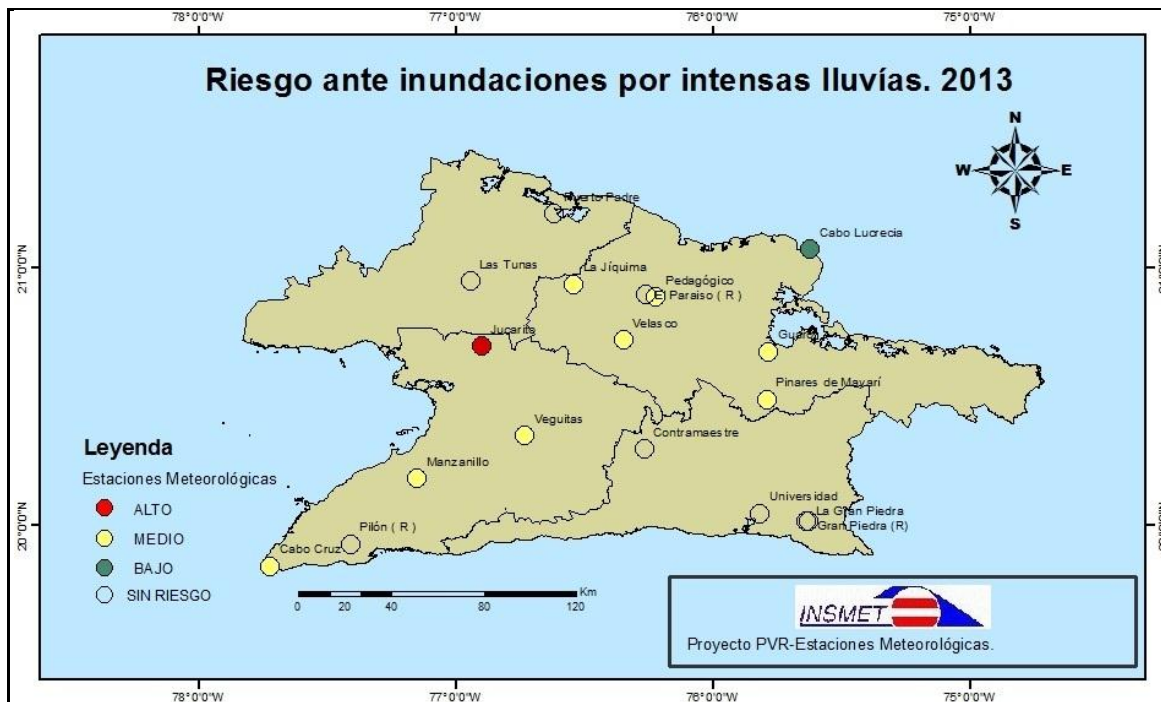 78°0'0"W 77°0'0"W 76°0'0"W 75°0'0"W
Riesgo ante inundaciones por intensas lluvías. 2013
N
W E
S
Puerto Padre
Cabo Lucrecia
21°0'0"N
Las Tunas
La Jíquima
Pedagógico
El Paraiso ( R )
Jucarito
Velasco
Pinares de Mayarí
Veguitas
Contramaestre
Manzanillo
Universidad
La Gran Piedra
Gran Piedra (R)
Pilón ( R )
Cabo Cruz
20°0'0"N
Leyenda
Estaciones Meteorológicas
ALTO
MEDIO
BAJO
SIN RIESGO
Km
0 20 40 80 120
INSMET
Proyecto PVR-Estaciones Meteorológicas.
78°0'0"W 77°0'0"W 76°0'0"W 75°0'0"W